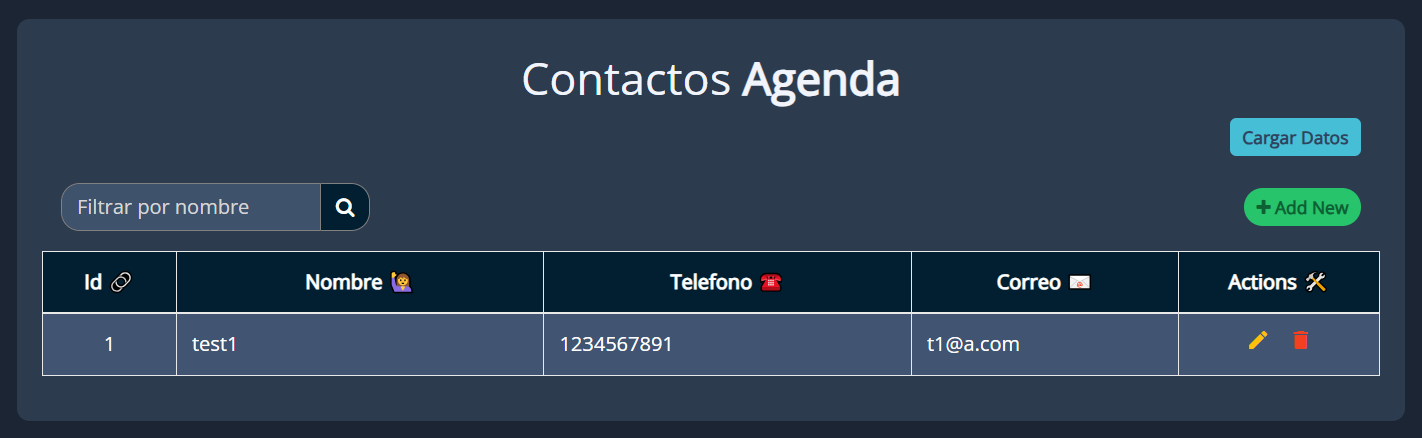 Contactos Agenda
Cargar Datos
Filtrar por nombre
Add New
Id Nombre Telefono Correo Actions
1 test1 1234567891 t1@a.com